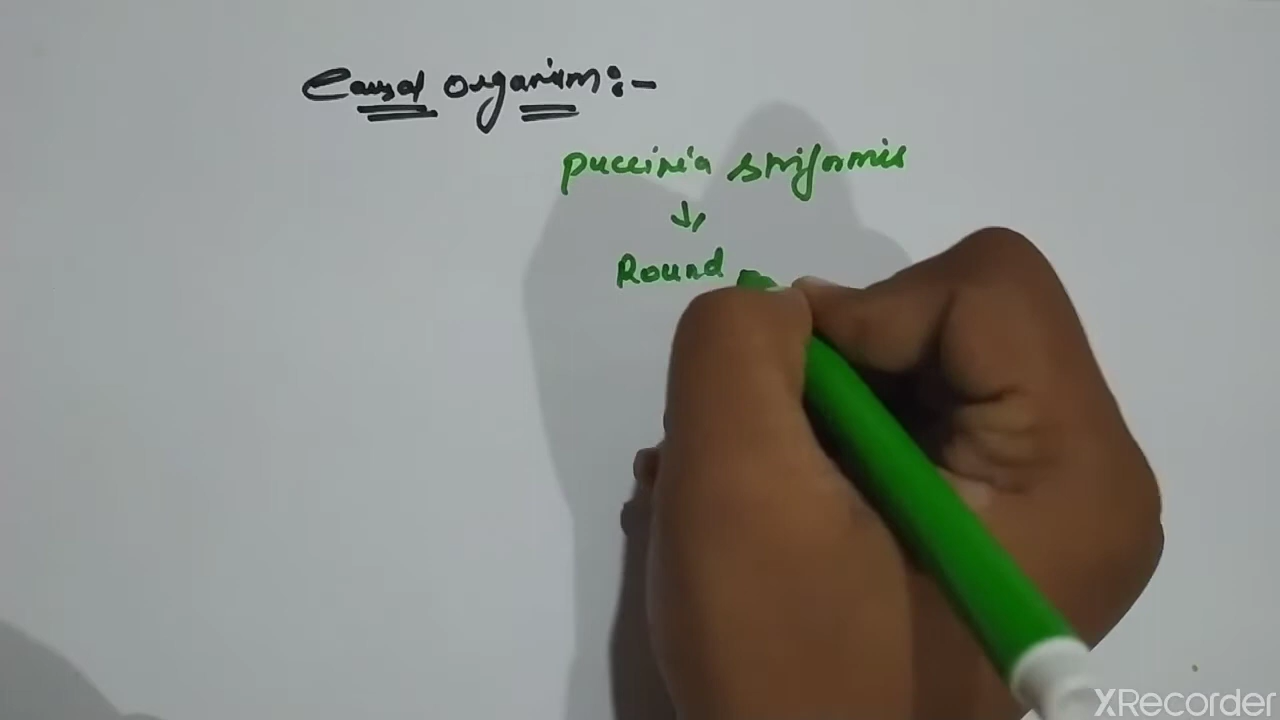 Causal organism:-
puccinia striformis
↓
Round
XRecorder